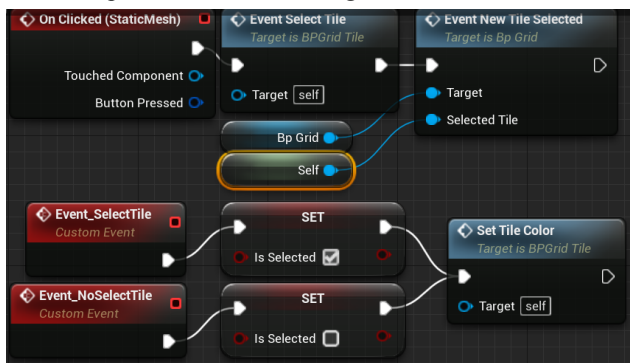 On Clicked (StaticMesh)
Touched Component
Button Pressed
Event Select Tile
Target is BPGrid Tile
Target self
Event New Tile Selected
Target is Bp Grid
Target
Selected Tile
Bp Grid
Self
Event_SelectTile
Custom Event
SET
Is Selected
Event_NoSelectTile
Custom Event
SET
Is Selected
Set Tile Color
Target is BPGrid Tile
Target self